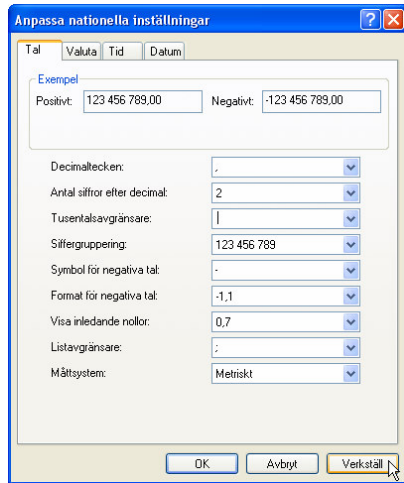 Anpassa nationella inställningar
Tal Valuta Tid Datum
Exempel
Positivt: 123 456 789,00 Negativt: -123 456 789,00
Decimaltecken: ,
Antal siffror efter decimal: 2
Tusentalsavgränsare:
Siffergruppering: 123 456 789
Symbol för negativa tal: -
Format för negativa tal: -1,1
Visa inledande nollor: 0,7
Listavgränsare: ;
Måttsystem: Metriskt
OK Avbryt Verkställ